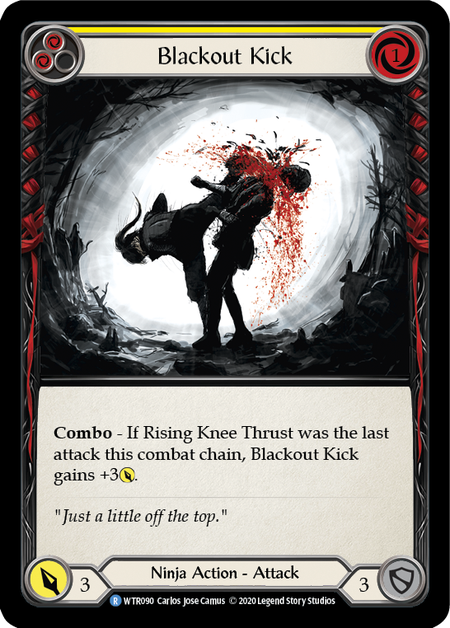 Blackout Kick
1
Combo - If Rising Knee Thrust was the last
attack this combat chain, Blackout Kick
gains +3.
"Just a little off the top."
3
Ninja Action - Attack
3
R WTR090 Carlos Jose Camus © 2020 Legend Story Studios